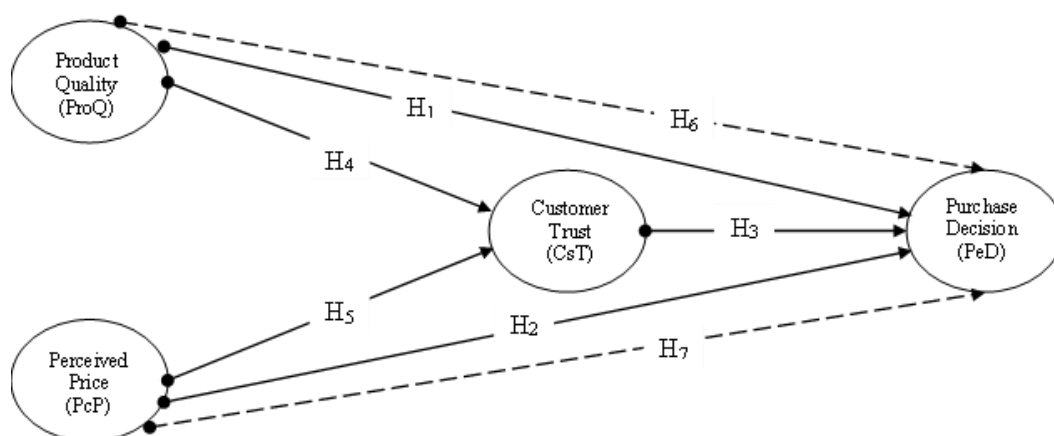 Product
Quality
(ProQ)
H₁
H₆
H₄
Customer
Trust
(CsT)
H₃
Purchase
Decision
(PeD)
H₅
H₂
H₇
Perceived
Price
(PcP)